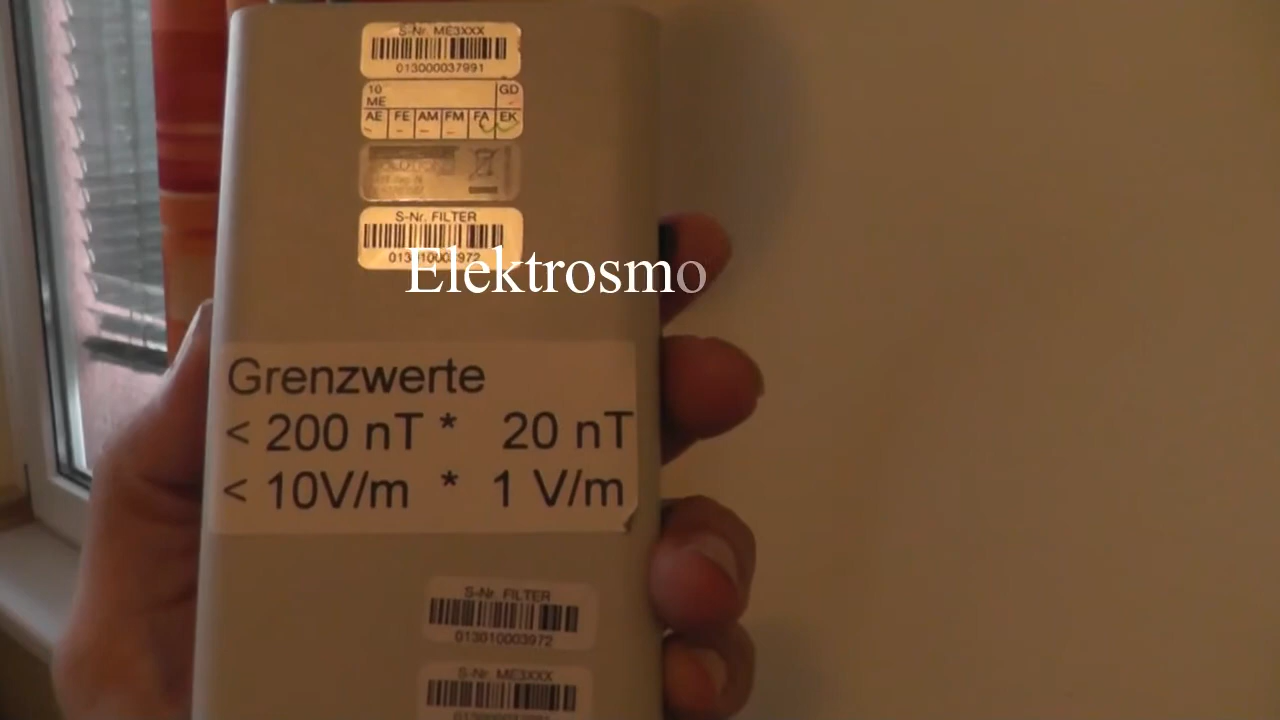 S-Nr. ME3XXX
013000037991
10 GD
ME
AE FE AM FM FA EK
S-Nr. FILTER
013010003972
Elektrosmo
Grenzwerte
< 200 nT * 20 nT
< 10V/m * 1 V/m
S-Nr. FILTER
013010003972
S-Nr. ME3XXX